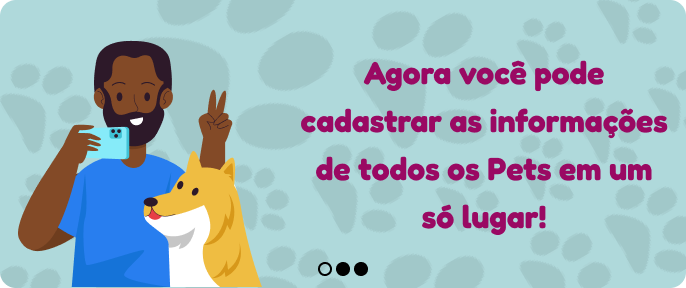 Agora você pode
cadastrar as informações
de todos os Pets em um
só lugar!